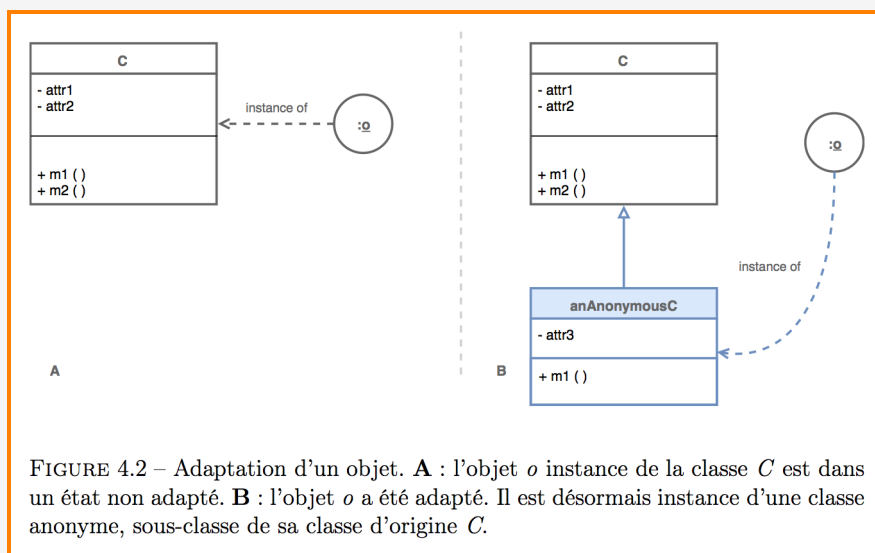 C
- attr1
- attr2
+ m1 ( )
+ m2 ( )
instance of
:o
A
C
- attr1
- attr2
+ m1 ( )
+ m2 ( )
:o
instance of
anAnonymousC
- attr3
+ m1 ( )
B
FIGURE 4.2 – Adaptation d'un objet. A : l'objet o instance de la classe C est dans
un état non adapté. B : l'objet o a été adapté. Il est désormais instance d'une classe
anonyme, sous-classe de sa classe d'origine C.